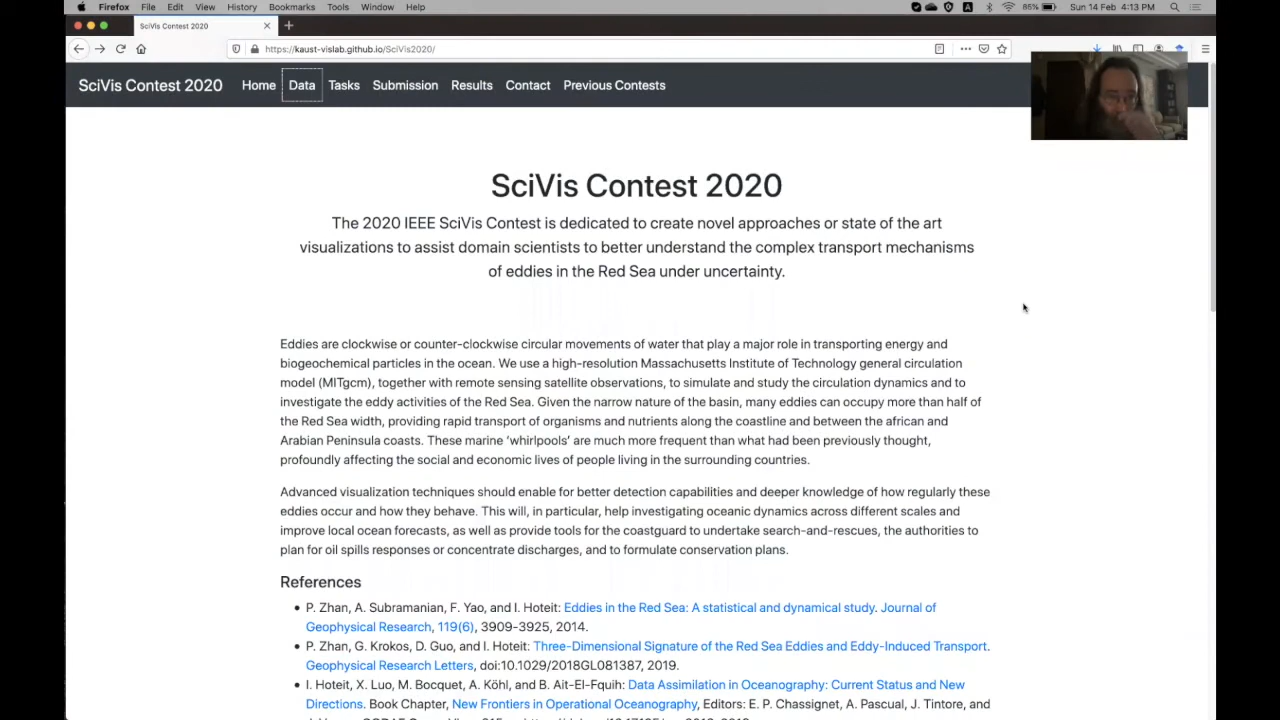 Firefox File Edit View History Bookmarks Tools Window Help 85% Sun 14 Feb 4:13 PM
SciVis Contest 2020
https://kaust-vislab.github.io/SciVis2020/
SciVis Contest 2020 Home Data Tasks Submission Results Contact Previous Contests
SciVis Contest 2020
The 2020 IEEE SciVis Contest is dedicated to create novel approaches or state of the art
visualizations to assist domain scientists to better understand the complex transport mechanisms
of eddies in the Red Sea under uncertainty.
Eddies are clockwise or counter-clockwise circular movements of water that play a major role in transporting energy and
biogeochemical particles in the ocean. We use a high-resolution Massachusetts Institute of Technology general circulation
model (MITgcm), together with remote sensing satellite observations, to simulate and study the circulation dynamics and to
investigate the eddy activities of the Red Sea. Given the narrow nature of the basin, many eddies can occupy more than half of
the Red Sea width, providing rapid transport of organisms and nutrients along the coastline and between the african and
Arabian Peninsula coasts. These marine ‘whirlpools’ are much more frequent than what had been previously thought,
profoundly affecting the social and economic lives of people living in the surrounding countries.
Advanced visualization techniques should enable for better detection capabilities and deeper knowledge of how regularly these
eddies occur and how they behave. This will, in particular, help investigating oceanic dynamics across different scales and
improve local ocean forecasts, as well as provide tools for the coastguard to undertake search-and-rescues, the authorities to
plan for oil spills responses or concentrate discharges, and to formulate conservation plans.
References
• P. Zhan, A. Subramanian, F. Yao, and I. Hoteit: Eddies in the Red Sea: A statistical and dynamical study. Journal of
Geophysical Research, 119(6), 3909-3925, 2014.
• P. Zhan, G. Krokos, D. Guo, and I. Hoteit: Three-Dimensional Signature of the Red Sea Eddies and Eddy-Induced Transport.
Geophysical Research Letters, doi:10.1029/2018GL081387, 2019.
• I. Hoteit, X. Luo, M. Bocquet, A. Köhl, and B. Ait-El-Fquih: Data Assimilation in Oceanography: Current Status and New
Directions. Book Chapter, New Frontiers in Operational Oceanography, Editors: E. P. Chassignet, A. Pascual, J. Tintore, and